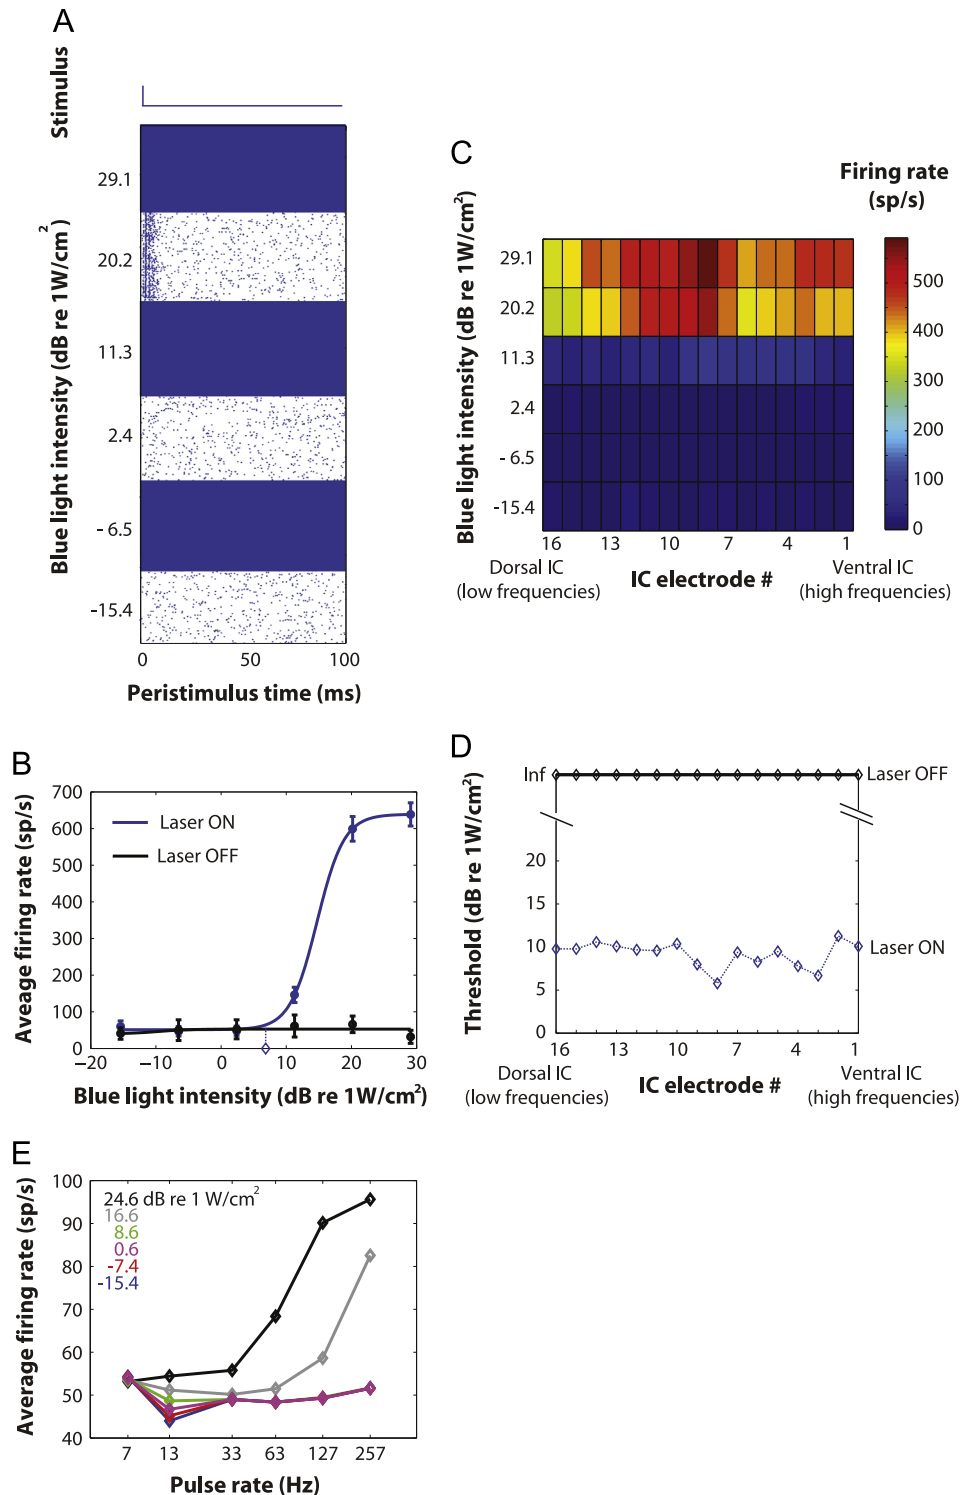 A
Stimulus
Blue light intensity (dB re 1W/cm²)
29.1
20.2
11.3
2.4
-6.5
-15.4
0 50 100
Peristimulus time (ms)
C
Firing rate
(sp/s)
Blue light intensity (dB re 1W/cm²)
29.1
20.2
11.3
2.4
-6.5
-15.4
500
400
300
200
100
0
16 13 10 7 4 1
Dorsal IC
(low frequencies)
IC electrode #
Ventral IC
(high frequencies)
B
Aveage firing rate (sp/s)
700
600
500
400
300
200
100
0
Laser ON
Laser OFF
−20 −10 0 10 20 30
Blue light intensity (dB re 1W/cm²)
D
Threshold (dB re 1W/cm²)
Inf
20
15
10
5
0
Laser OFF
Laser ON
16 13 10 7 4 1
Dorsal IC
(low frequencies)
IC electrode #
Ventral IC
(high frequencies)
E
Average firing rate (sp/s)
100
90
80
70
60
50
40
24.6 dB re 1 W/cm²
16.6
8.6
0.6
-7.4
-15.4
7 13 33 63 127 257
Pulse rate (Hz)